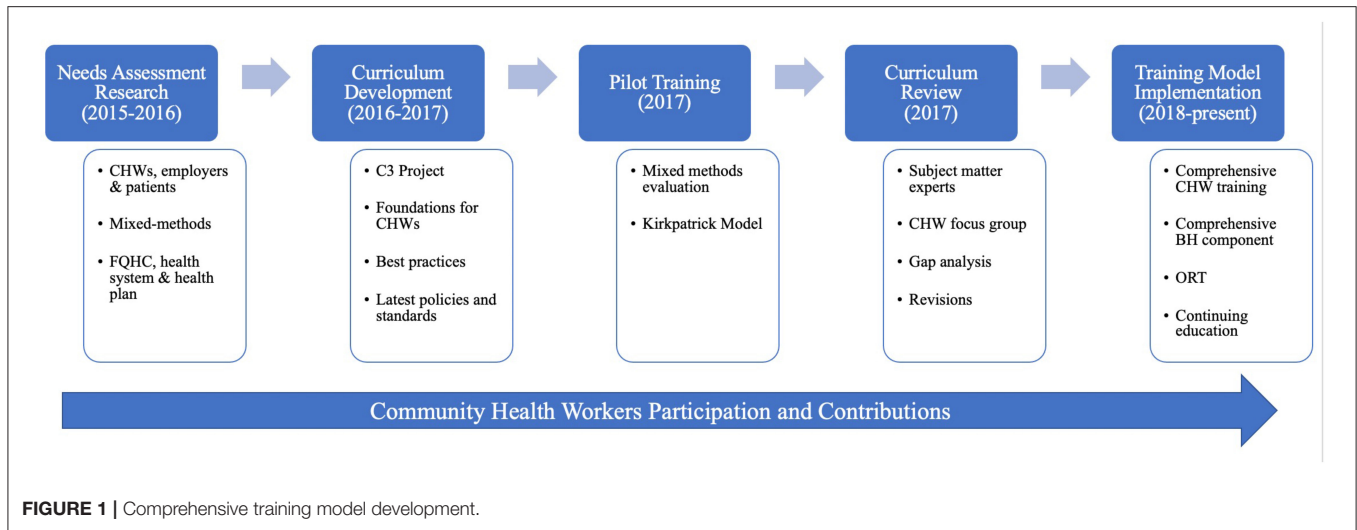 Needs Assessment
Research
(2015-2016)
• CHWs, employers
& patients
• Mixed-methods
• FQHC, health
system & health
plan
Curriculum
Development
(2016-2017)
• C3 Project
• Foundations for
CHWs
• Best practices
• Latest policies and
standards
Pilot Training
(2017)
• Mixed methods
evaluation
• Kirkpatrick Model
Curriculum
Review
(2017)
• Subject matter
experts
• CHW focus group
• Gap analysis
• Revisions
Training Model
Implementation
(2018-present)
• Comprehensive
CHW training
• Comprehensive
BH component
• ORT
• Continuing
education
Community Health Workers Participation and Contributions
FIGURE 1 | Comprehensive training model development.